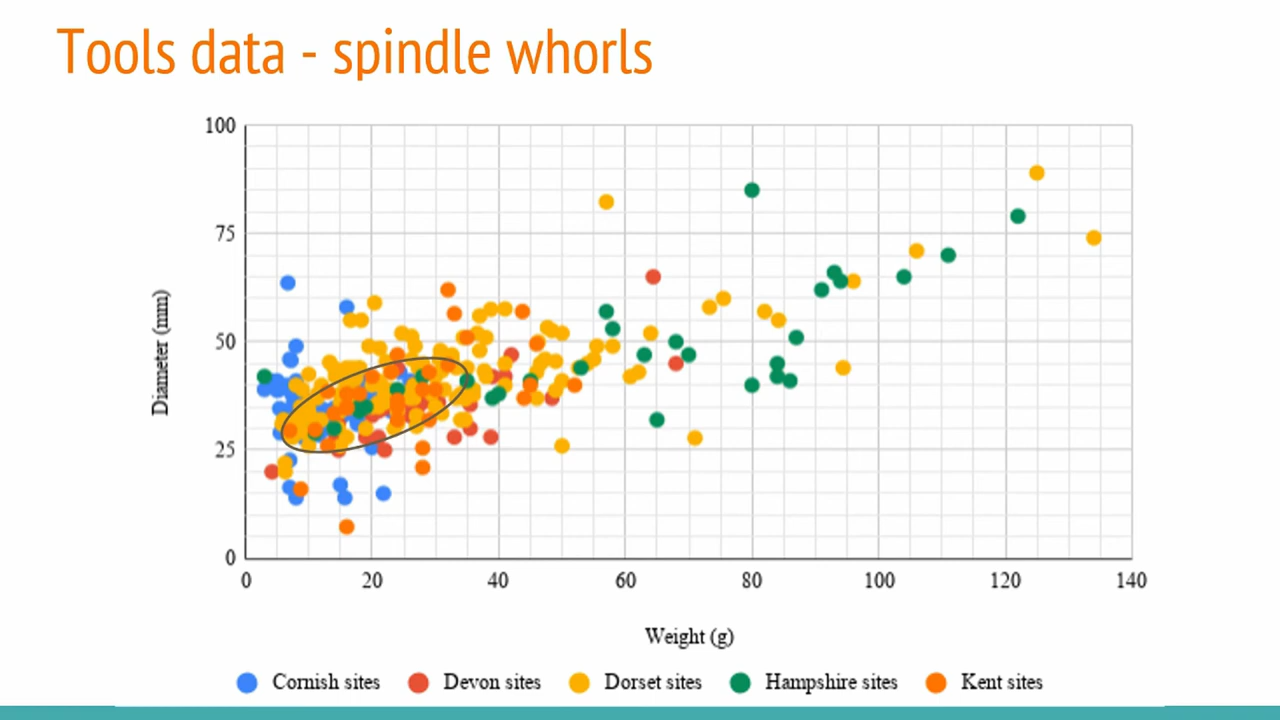 Tools data - spindle whorls
100
75
50
25
0
Diameter (mm)
0 20 40 60 80 100 120 140
Weight (g)
Cornish sites Devon sites Dorset sites Hampshire sites Kent sites